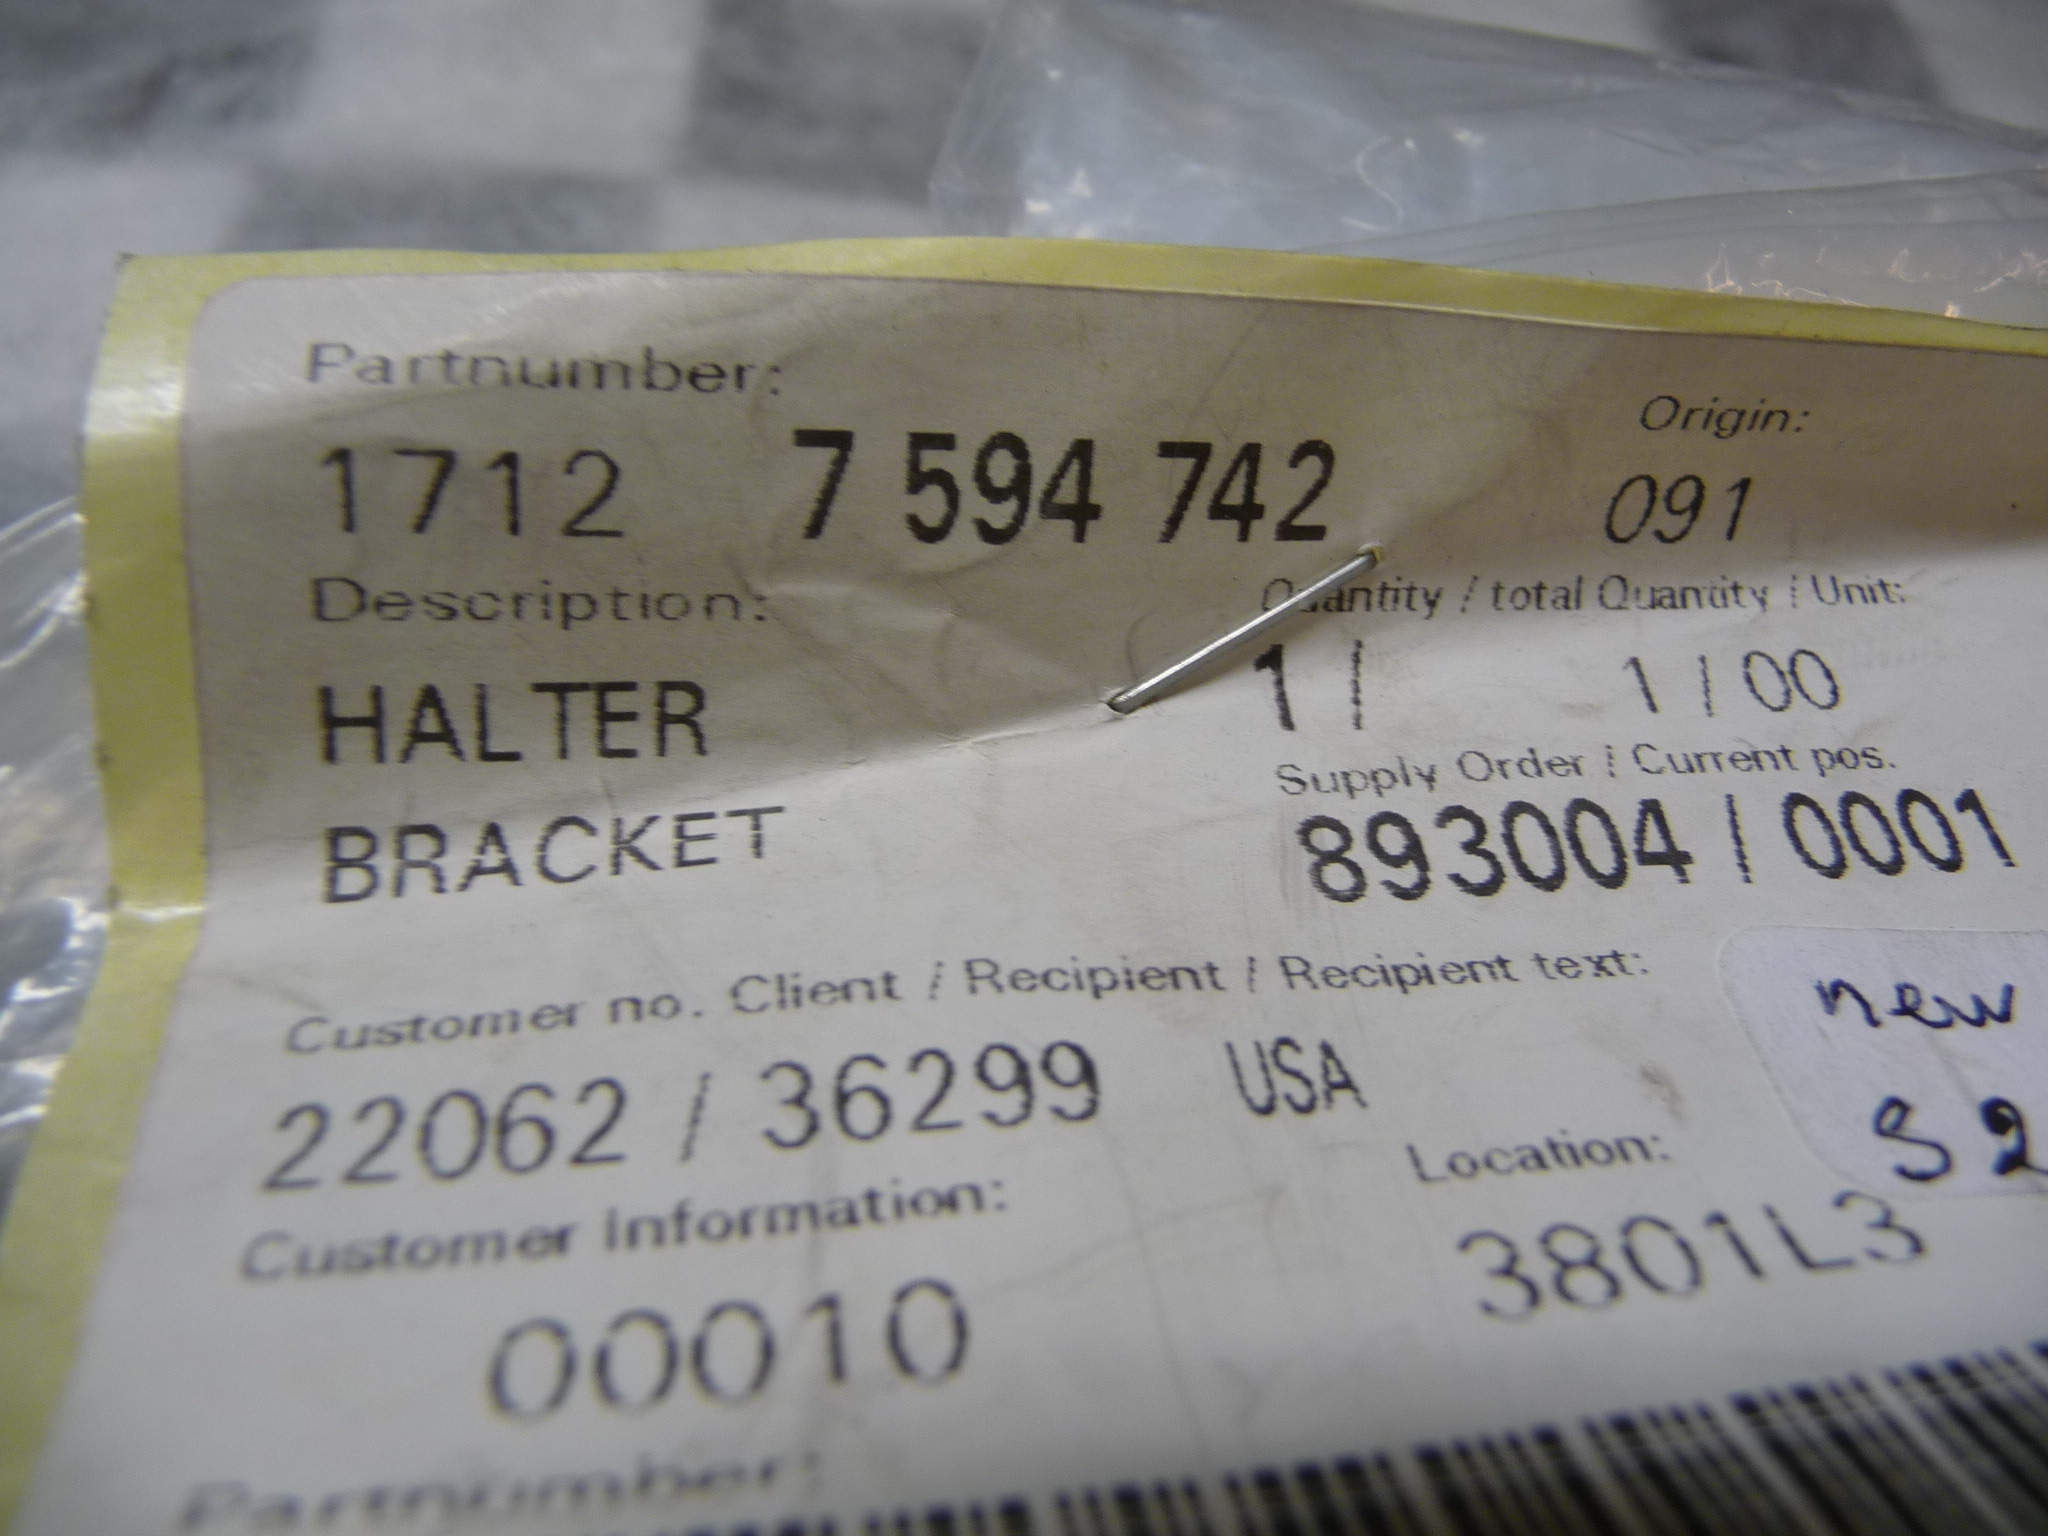 Partnumber:
Origin:
1712 7 594 742
091
Description:
Quantity / total Quantity / Unit:
HALTER
1 / 1 / 00
BRACKET
Supply Order / Current pos.
893004 / 0001
Customer no. Client / Recipient / Recipient text:
22062 / 36299 USA
new
S2
Customer Information:
Location:
00010
3801L3
Partnumber: